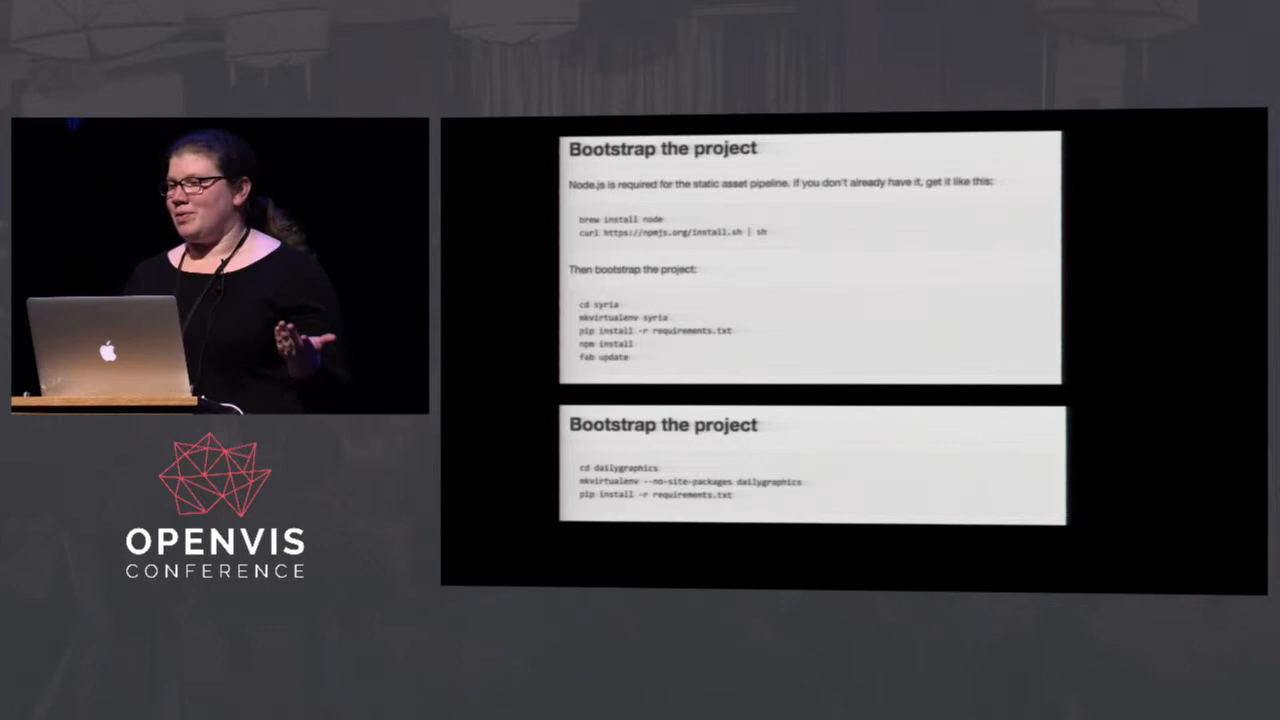 Bootstrap the project
Node.js is required for the static asset pipeline. If you don't already have it, get it like this:
brew install node
curl https://npmjs.org/install.sh | sh
Then bootstrap the project:
cd syria
mkvirtualenv syria
pip install -r requirements.txt
npm install
fab update
Bootstrap the project
cd dailygraphics
mkvirtualenv --no-site-packages dailygraphics
pip install -r requirements.txt
OPENVIS
CONFERENCE